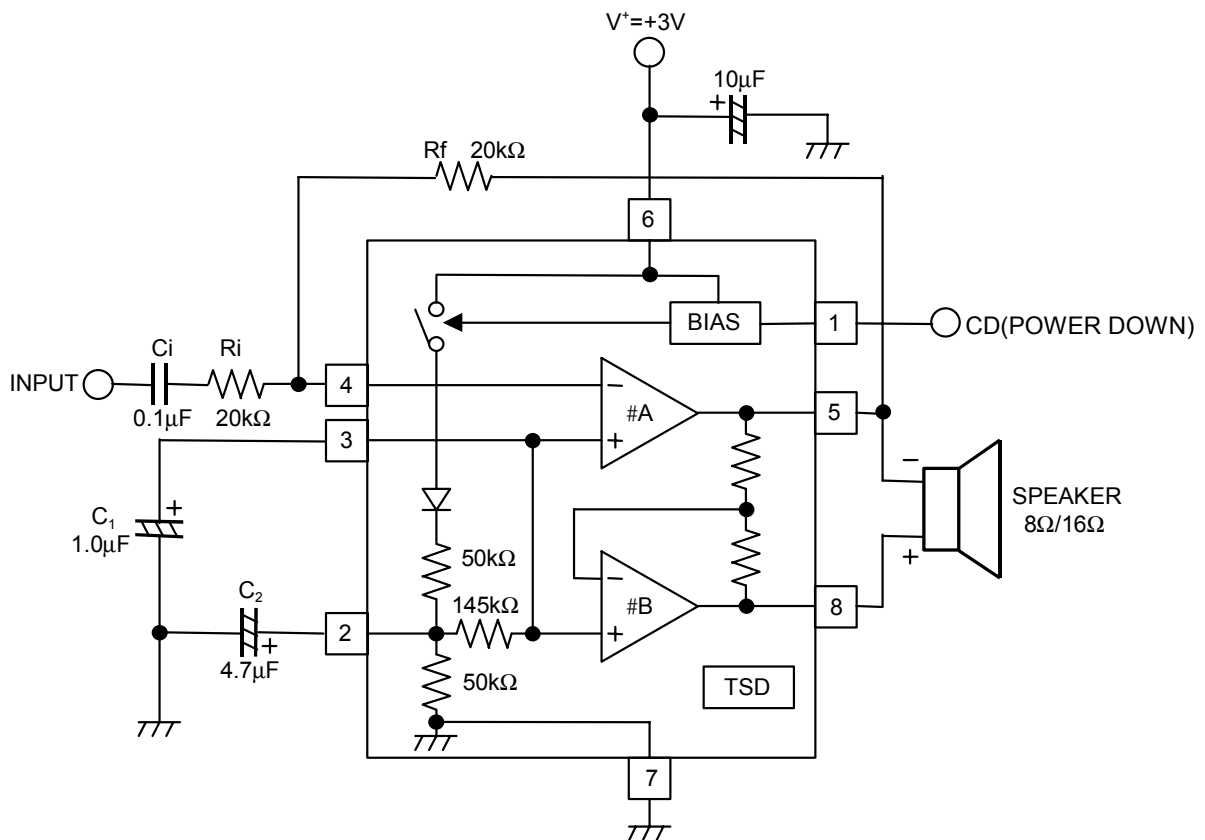 V+=+3V
10μF
Rf 20kΩ
6
BIAS
1
CD(POWER DOWN)
Ci
Ri
INPUT
4
0.1μF
20kΩ
−
#A
5
3
+
−
SPEAKER
8Ω/16Ω
+
C1
+
1.0μF
50kΩ
−
#B
C2
2
145kΩ
8
+
+
4.7μF
50kΩ
TSD
7
+